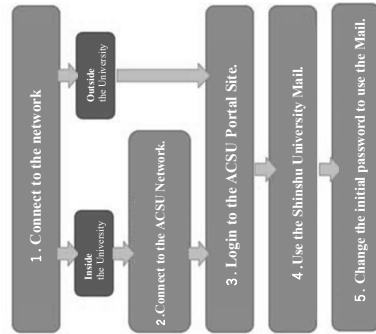 1. Connect to the network
Inside
the University
Outside
the University
2.Connect to the ACSU Network.
3. Login to the ACSU Portal Site.
4.Use the Shinshu University Mail.
5. Change the initial password to use the Mail.